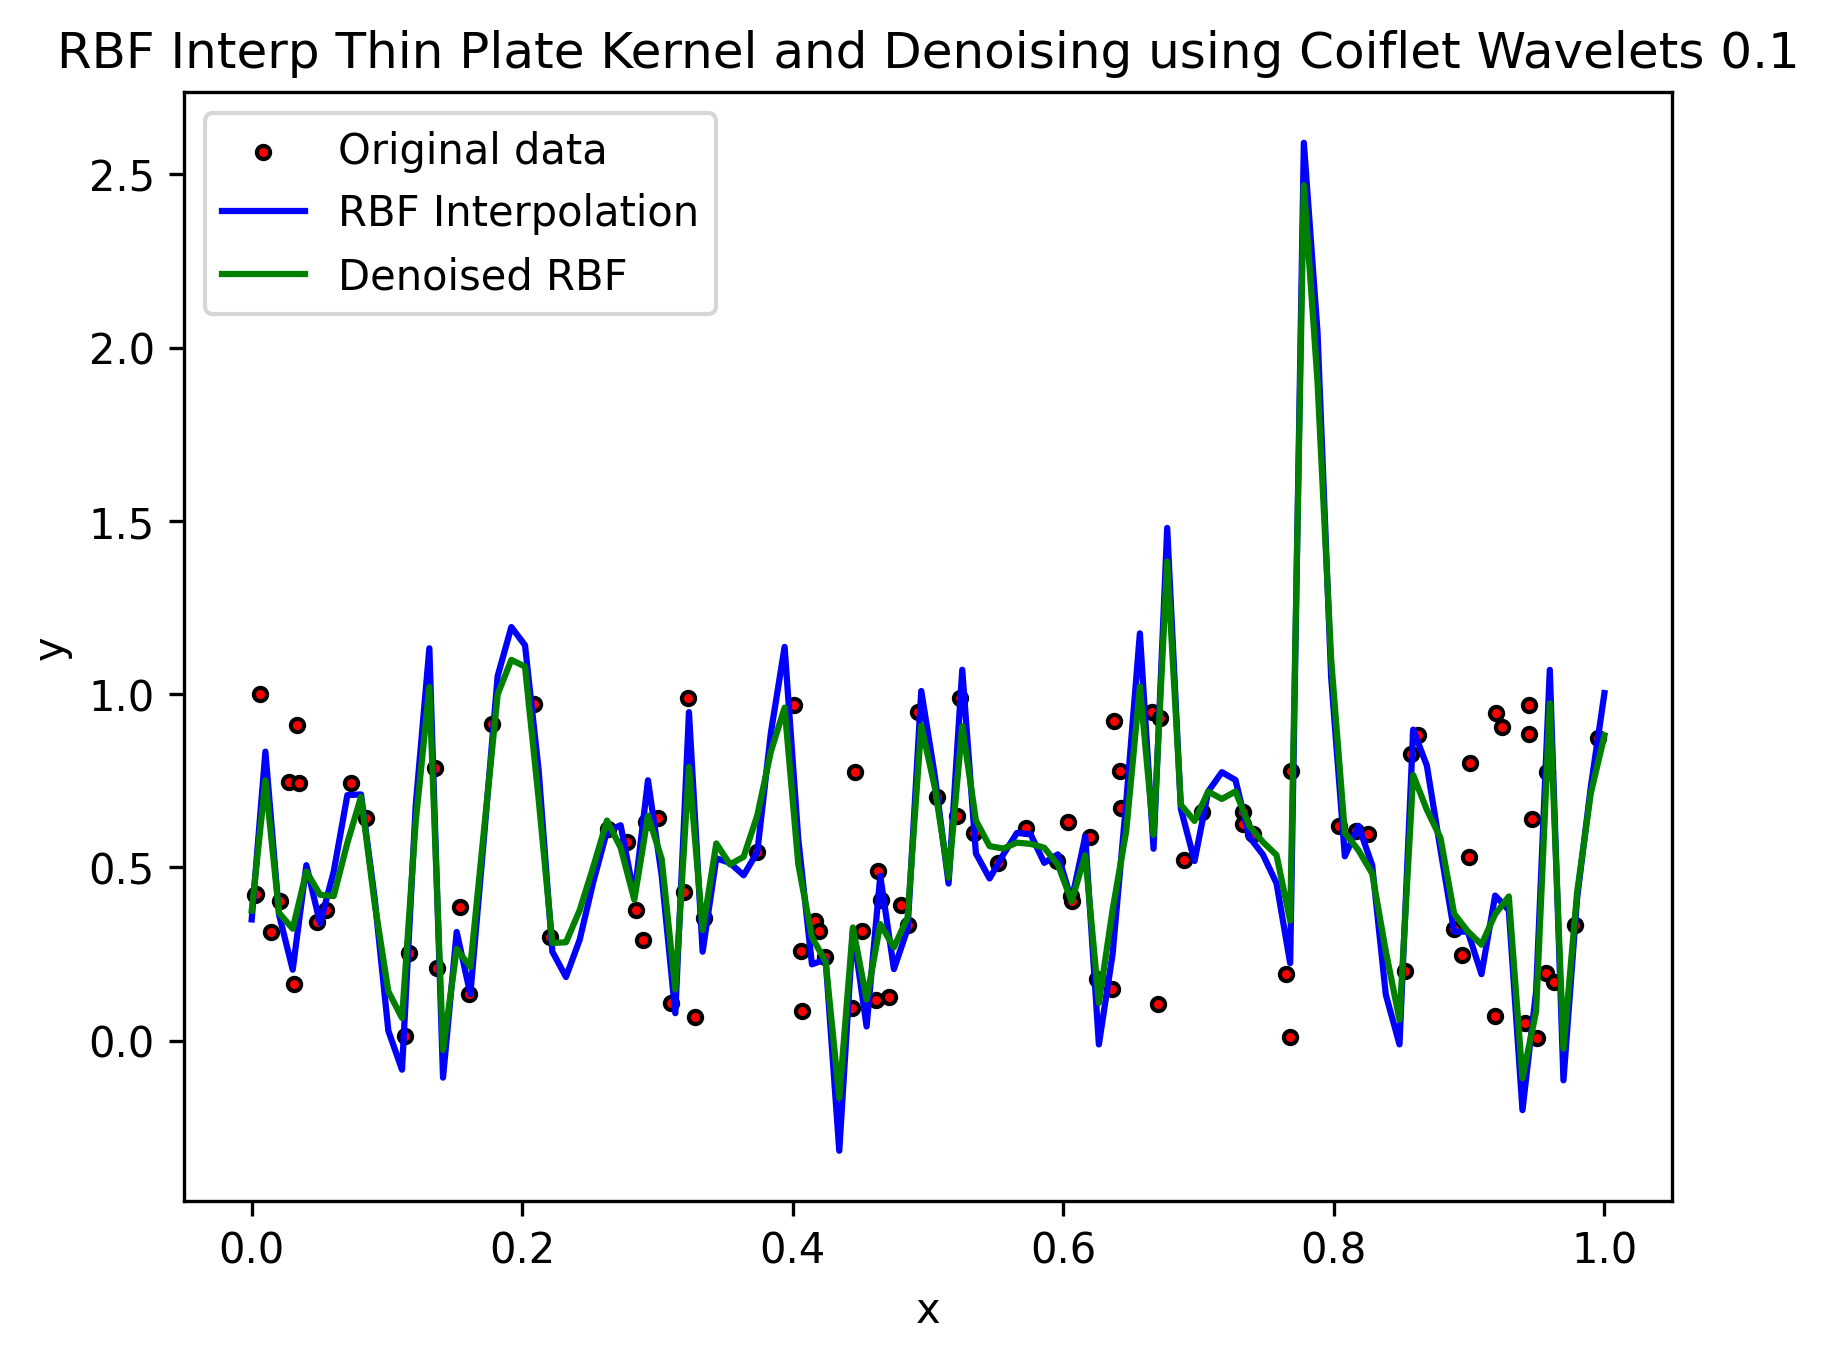 RBF Interp Thin Plate Kernel and Denoising using Coiflet Wavelets 0.1
Original data
RBF Interpolation
Denoised RBF
2.5
2.0
1.5
1.0
0.5
0.0
y
0.0 0.2 0.4 0.6 0.8 1.0
x